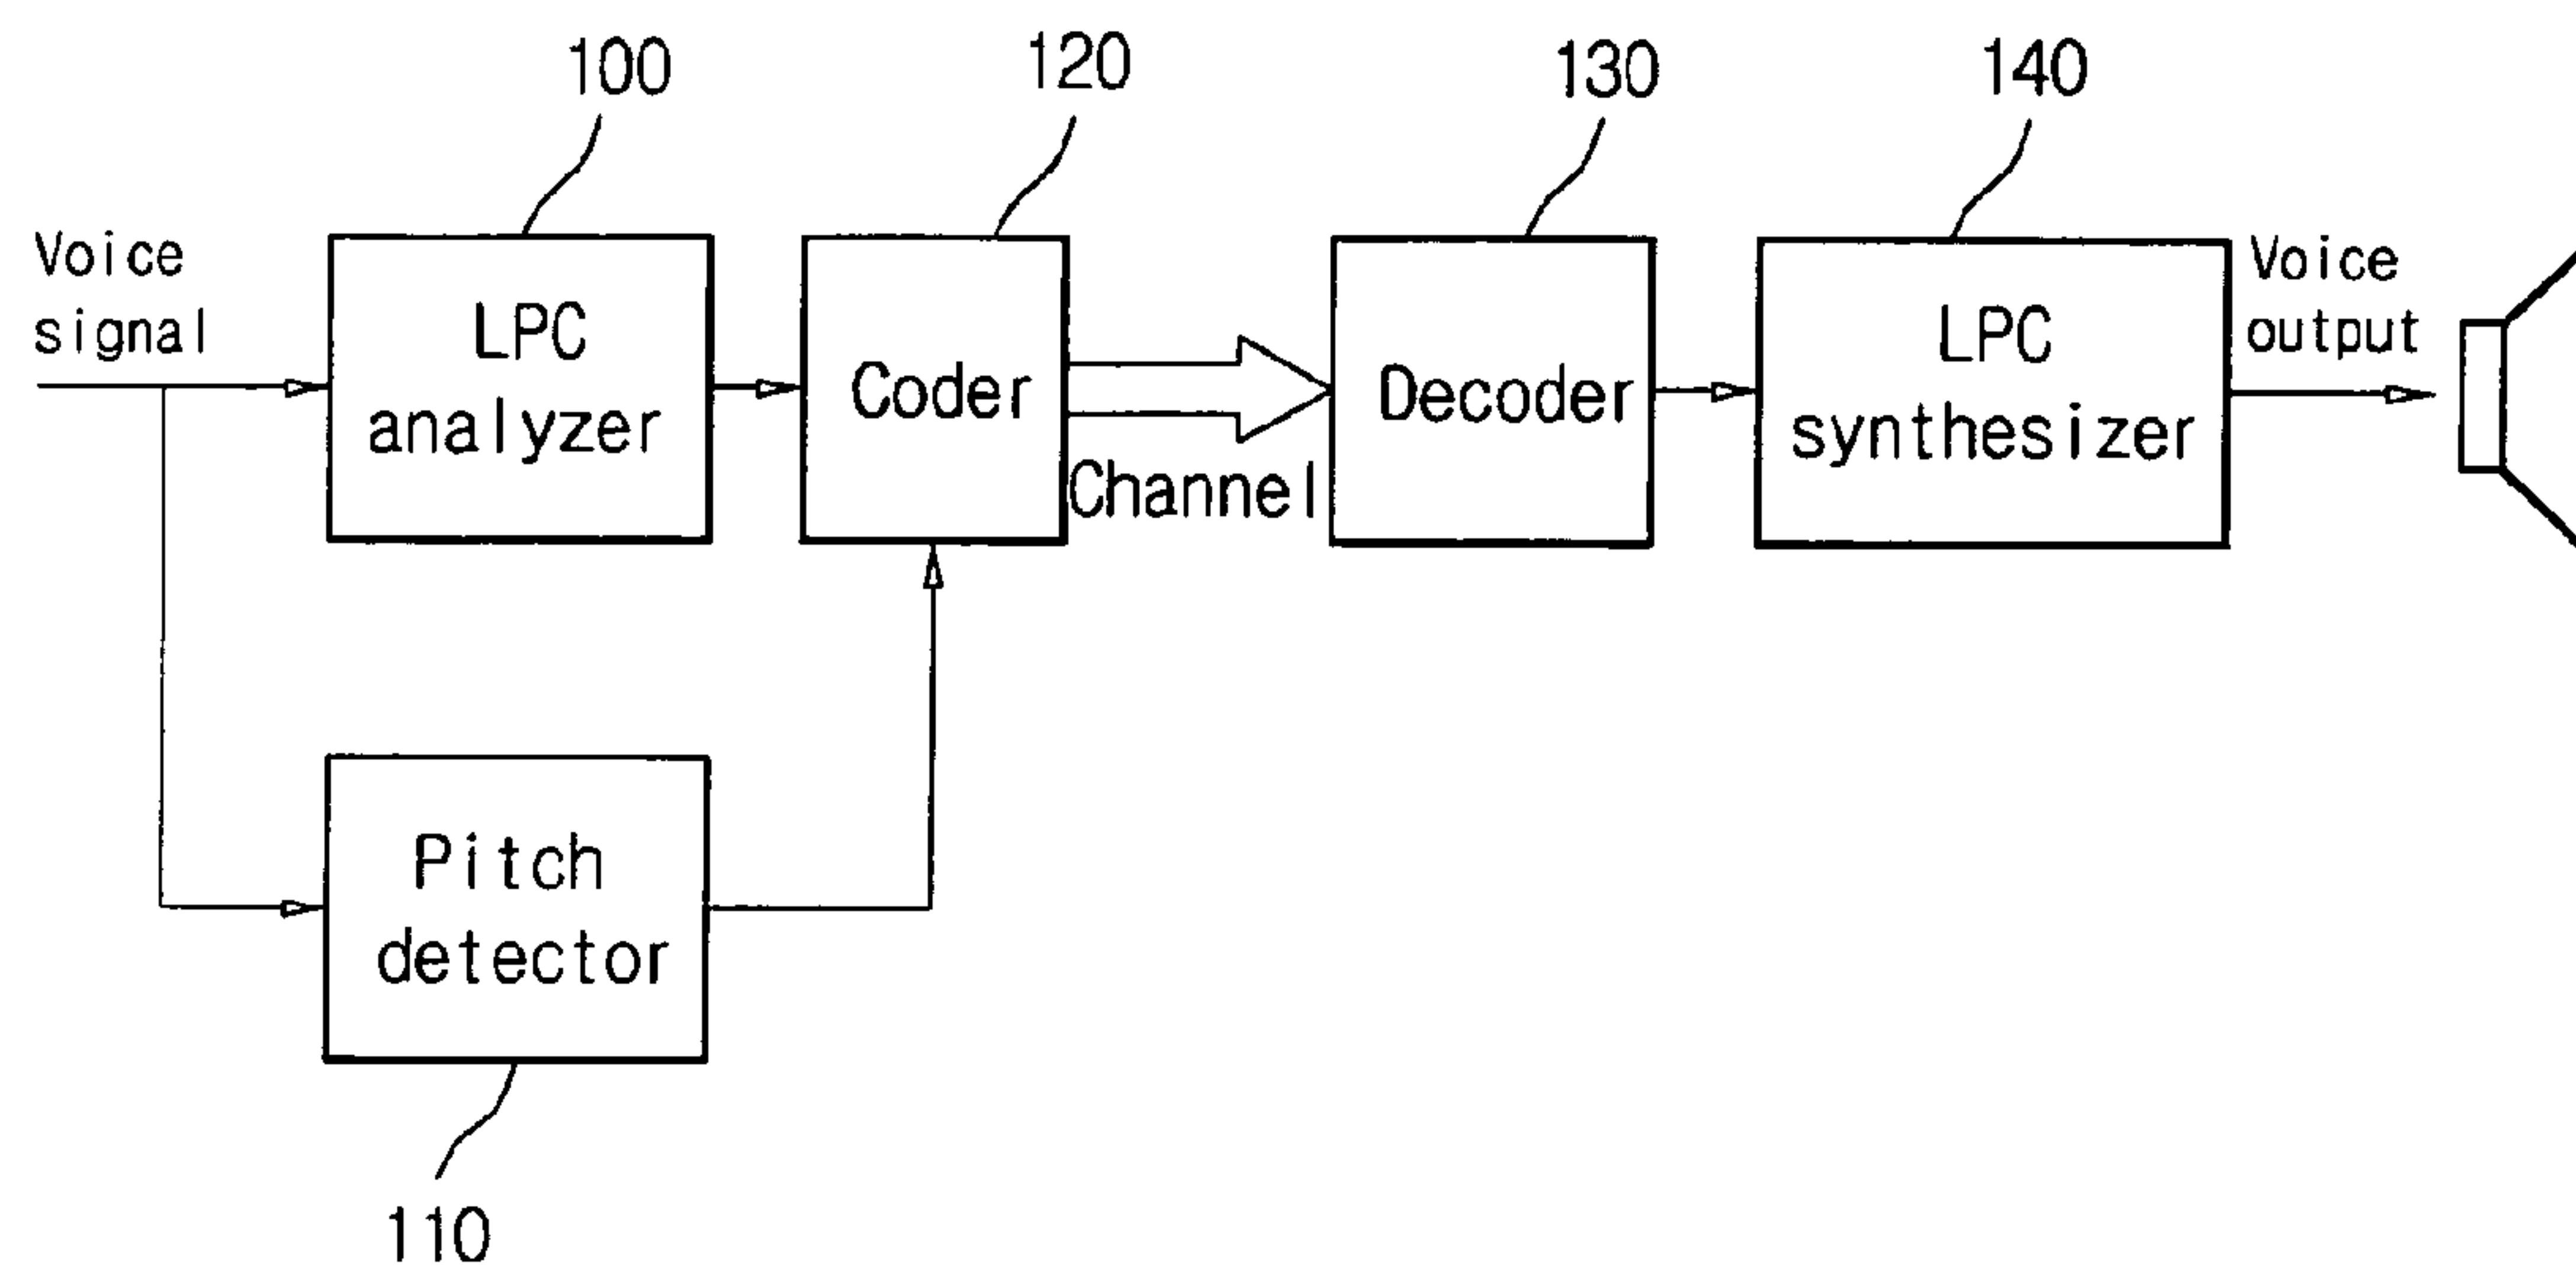 100
120
130
140
Voice
signal
LPC
analyzer
Coder
Channel
Decoder
LPC
synthesizer
Voice
output
Pitch
detector
110